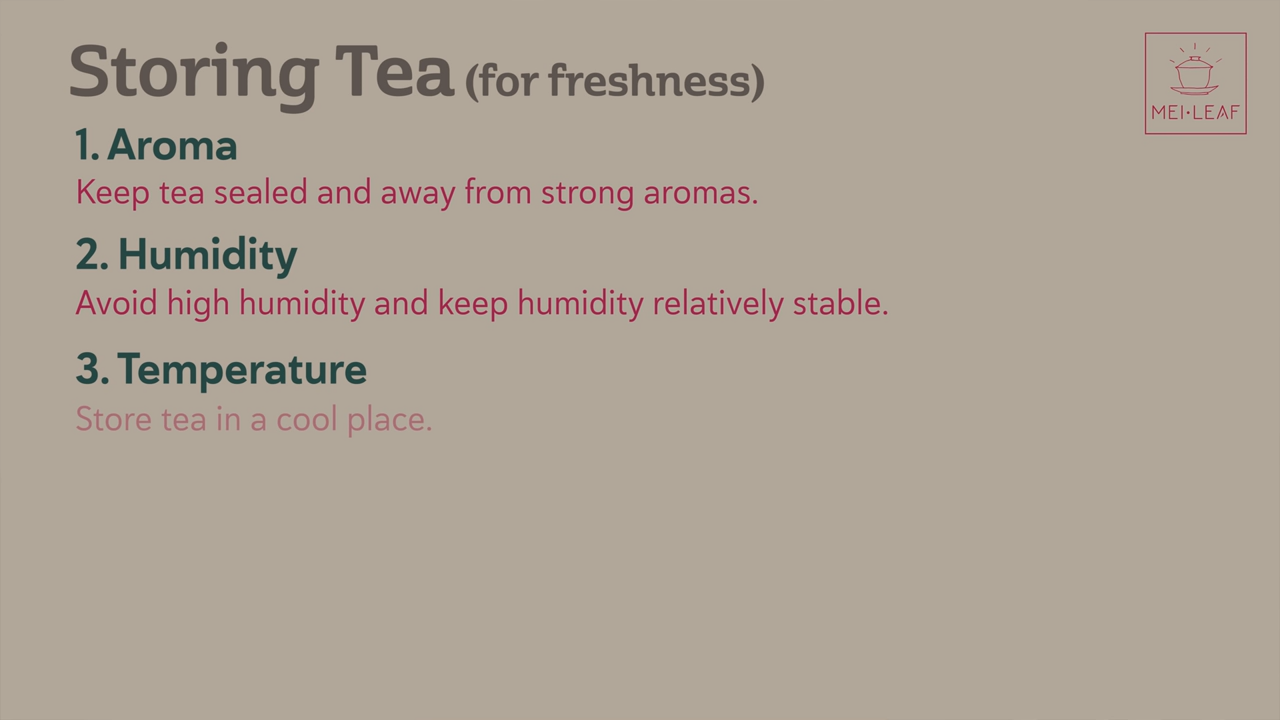 Storing Tea (for freshness)
MEI·LEAF
1. Aroma
Keep tea sealed and away from strong aromas.
2. Humidity
Avoid high humidity and keep humidity relatively stable.
3. Temperature
Store tea in a cool place.